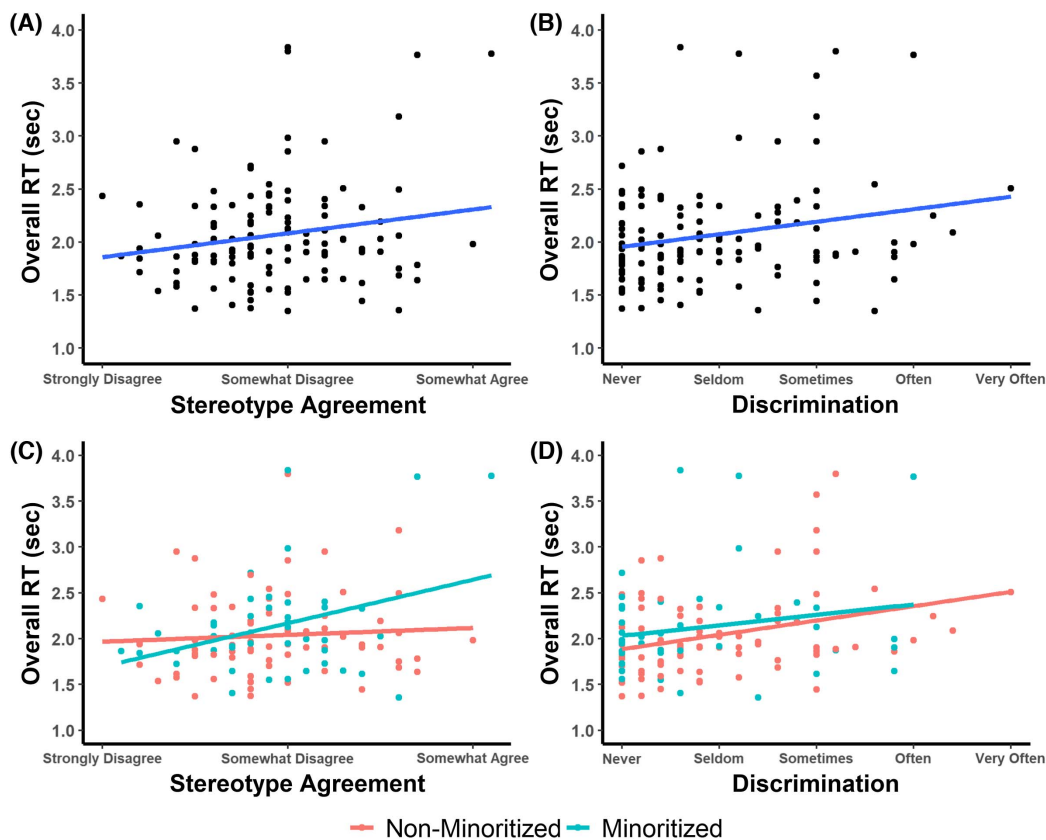 (A)
4.0
3.5
3.0
2.5
2.0
1.5
1.0
Overall RT (sec)
Strongly Disagree Somewhat Disagree Somewhat Agree
Stereotype Agreement
(B)
4.0
3.5
3.0
2.5
2.0
1.5
1.0
Overall RT (sec)
Never Seldom Sometimes Often Very Often
Discrimination
(C)
4.0
3.5
3.0
2.5
2.0
1.5
1.0
Overall RT (sec)
Strongly Disagree Somewhat Disagree Somewhat Agree
Stereotype Agreement
(D)
4.0
3.5
3.0
2.5
2.0
1.5
1.0
Overall RT (sec)
Never Seldom Sometimes Often Very Often
Discrimination
Non-Minoritized Minoritized